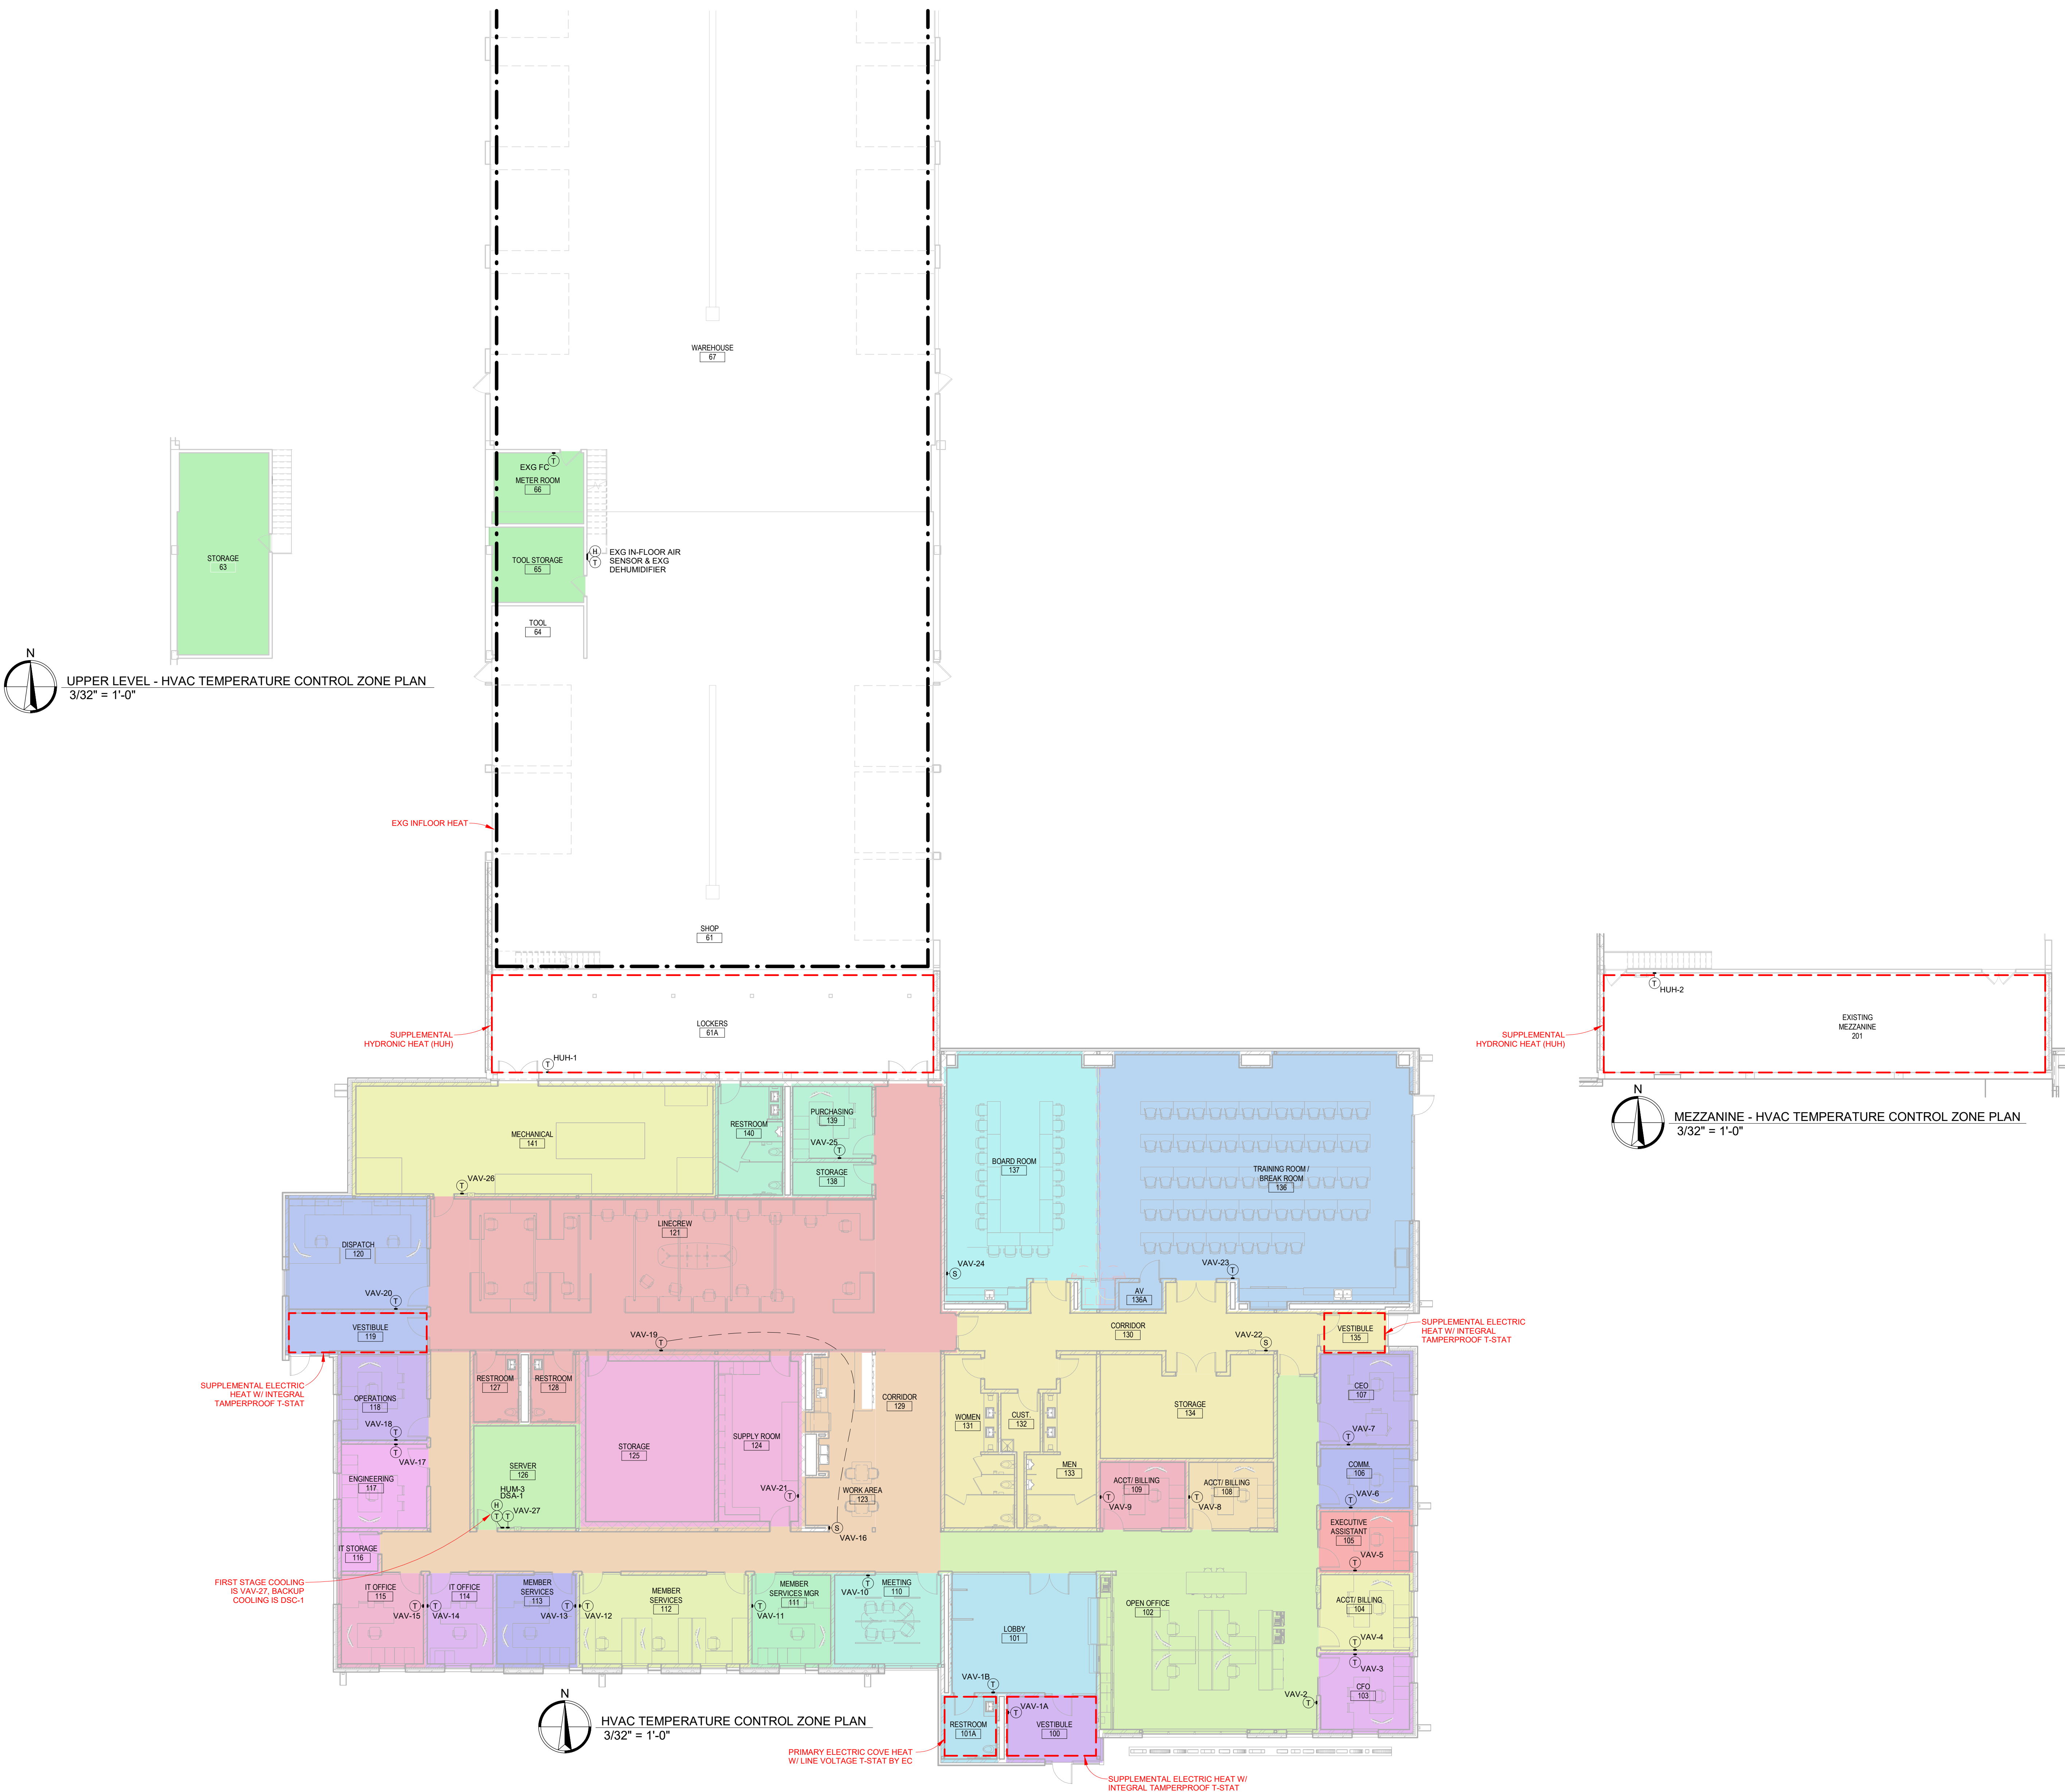 WAREHOUSE
67
EXG FC
T
METER ROOM
66
STORAGE
63
TOOL STORAGE
65
H
T
EXG IN-FLOOR AIR
SENSOR & EXG
DEHUMIDIFIER
TOOL
64
N
UPPER LEVEL - HVAC TEMPERATURE CONTROL ZONE PLAN
3/32" = 1'-0"
EXG INFLOOR HEAT
SHOP
61
LOCKERS
61A
SUPPLEMENTAL
HYDRONIC HEAT (HUH)
T
HUH-1
T
HUH-2
EXISTING
MEZZANINE
201
SUPPLEMENTAL
HYDRONIC HEAT (HUH)
N
MEZZANINE - HVAC TEMPERATURE CONTROL ZONE PLAN
3/32" = 1'-0"
MECHANICAL
141
RESTROOM
140
PURCHASING
139
VAV-25
T
STORAGE
138
VAV-26
T
BOARD ROOM
137
TRAINING ROOM /
BREAK ROOM
136
LINECREW
121
DISPATCH
120
VAV-20
T
VAV-24
S
VAV-23
T
AV
136A
VESTIBULE
119
VAV-19
T
CORRIDOR
130
VAV-22
S
VESTIBULE
135
SUPPLEMENTAL ELECTRIC
HEAT W/ INTEGRAL
TAMPERPROOF T-STAT
SUPPLEMENTAL ELECTRIC
HEAT W/ INTEGRAL
TAMPERPROOF T-STAT
OPERATIONS
118
VAV-18
T
RESTROOM
127
RESTROOM
128
CORRIDOR
129
WOMEN
131
CUST.
132
STORAGE
134
CEO
107
VAV-7
T
T
VAV-17
ENGINEERING
117
SERVER
126
HUM-3
DSA-1
H
T
T
VAV-27
STORAGE
125
SUPPLY ROOM
124
VAV-21
T
WORK AREA
123
S
VAV-16
MEN
133
ACCT/ BILLING
109
T
VAV-9
ACCT/ BILLING
108
T
VAV-8
COMM.
106
VAV-6
T
EXECUTIVE
ASSISTANT
105
VAV-5
T
IT STORAGE
116
FIRST STAGE COOLING
IS VAV-27, BACKUP
COOLING IS DSC-1
IT OFFICE
115
T
VAV-15
IT OFFICE
114
T
VAV-14
MEMBER
SERVICES
113
T
VAV-13
T
VAV-12
MEMBER
SERVICES
112
MEMBER
SERVICES MGR
111
T
VAV-11
T
VAV-10
MEETING
110
LOBBY
101
OPEN OFFICE
102
ACCT/ BILLING
104
VAV-4
T
T
VAV-3
CFO
103
VAV-2
T
VAV-1B
T
VAV-1A
T
RESTROOM
101A
VESTIBULE
100
N
HVAC TEMPERATURE CONTROL ZONE PLAN
3/32" = 1'-0"
PRIMARY ELECTRIC COVE HEAT
W/ LINE VOLTAGE T-STAT BY EC
SUPPLEMENTAL ELECTRIC HEAT W/
INTEGRAL TAMPERPROOF T-STAT